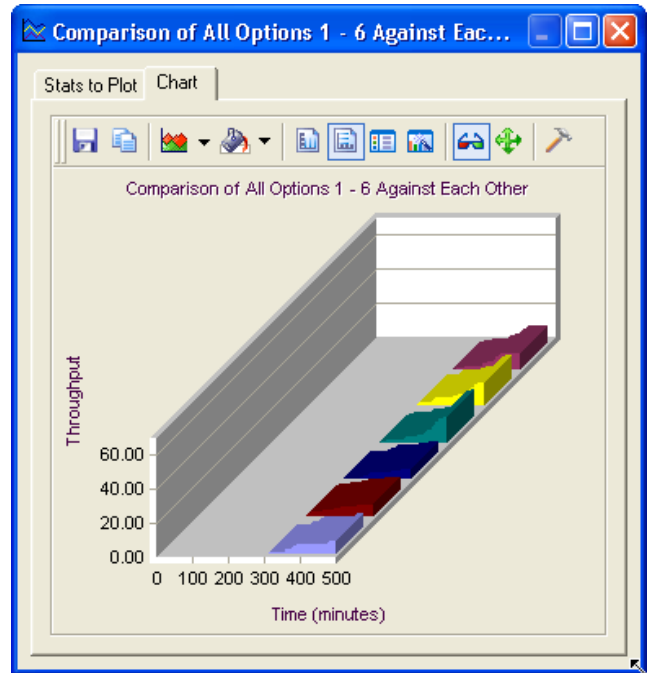 Comparison of All Options 1 - 6 Against Eac...
Stats to Plot Chart
Comparison of All Options 1 - 6 Against Each Other
Throughput
60.00
40.00
20.00
0.00
0 100 200 300 400 500
Time (minutes)